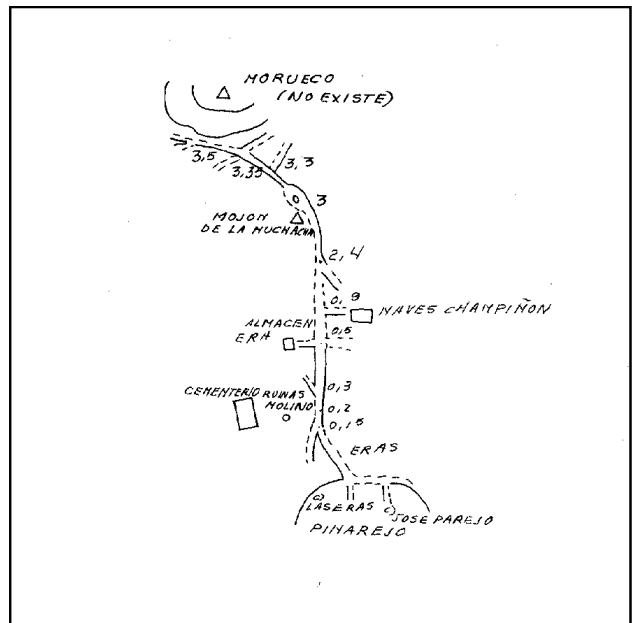 MORUECO
(NO EXISTE)
3,5
3,35
3,3
3
MOJON
DE LA MUCHACHA
2,4
0,9
NAVES CHAMPIÑON
ALMACEN
ERA
0,5
0,3
CEMENTERIO RUINAS
MOLINO
0,2
0,15
ERAS
C) LAS ERAS
C) JOSE PAREJO
PINAREJO